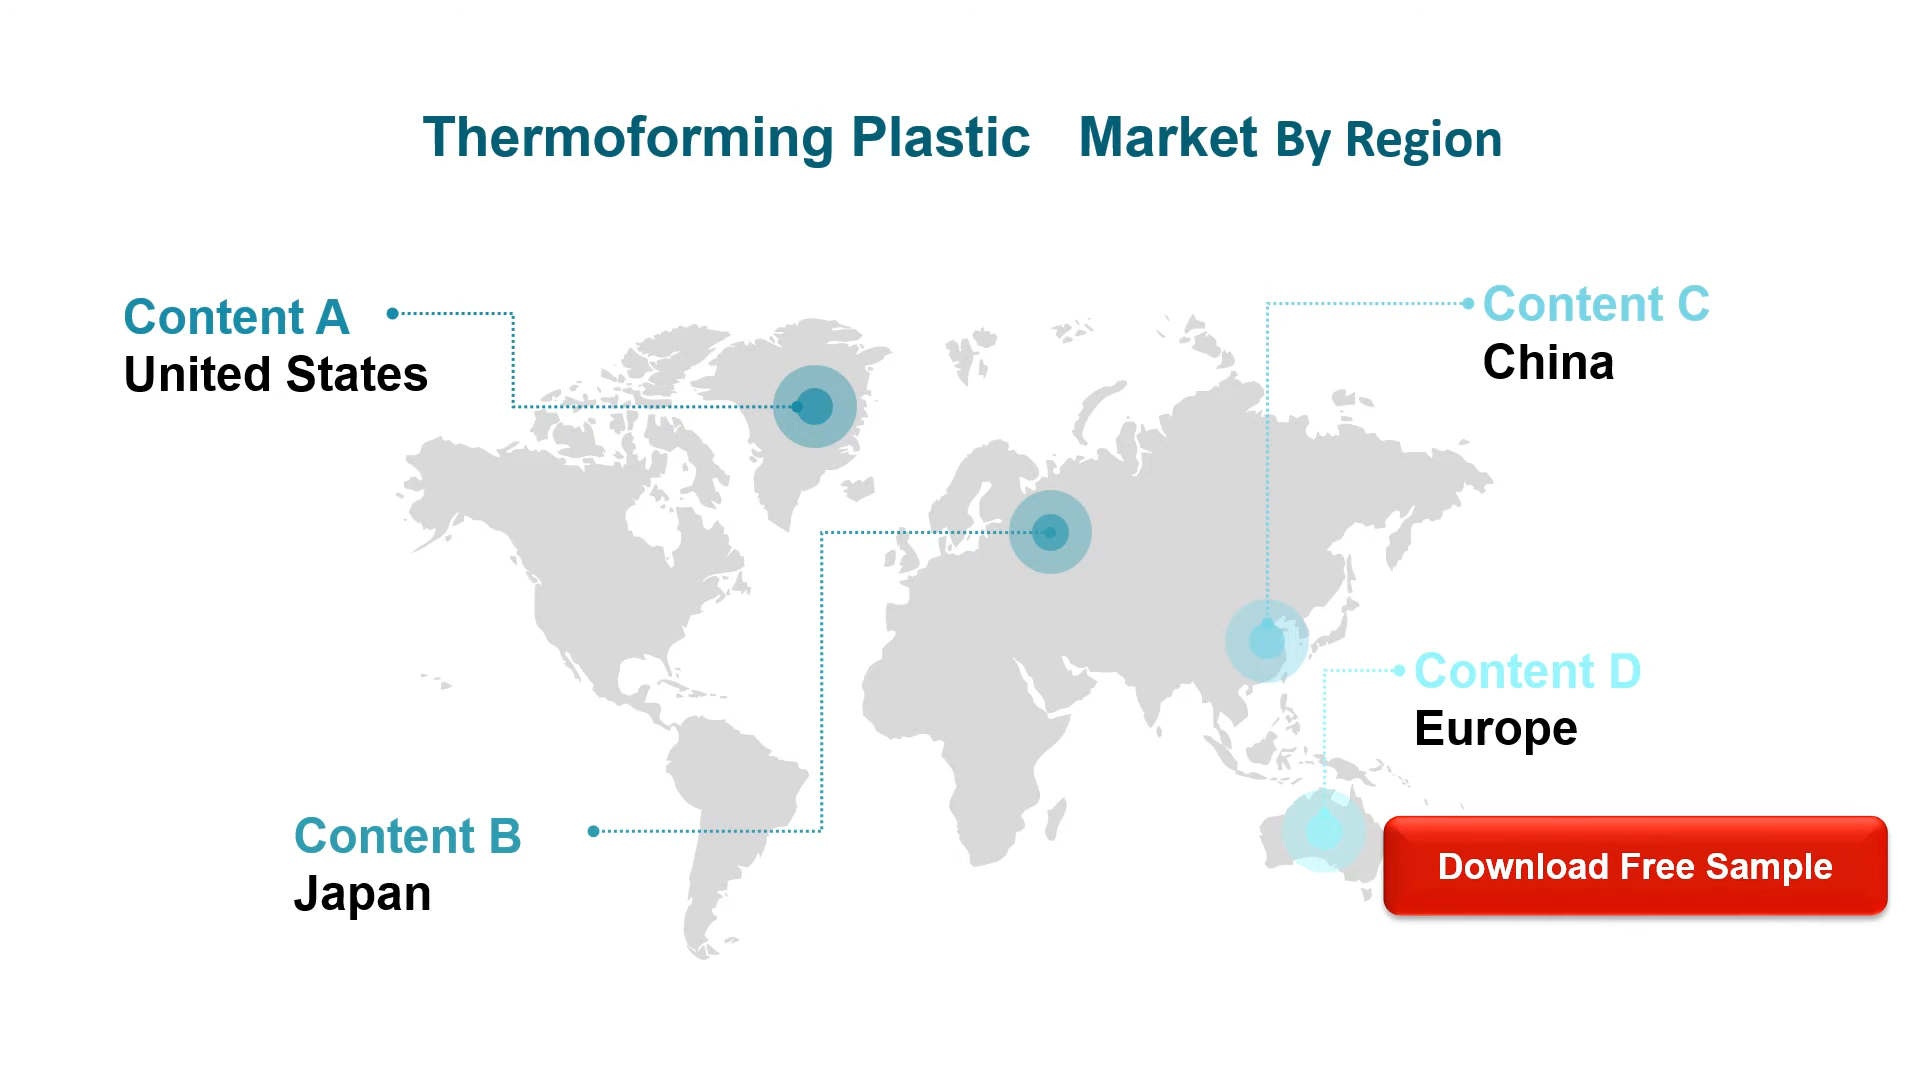 Thermoforming Plastic Market By Region
Content A
United States
Content C
China
Content D
Europe
Content B
Japan
Download Free Sample